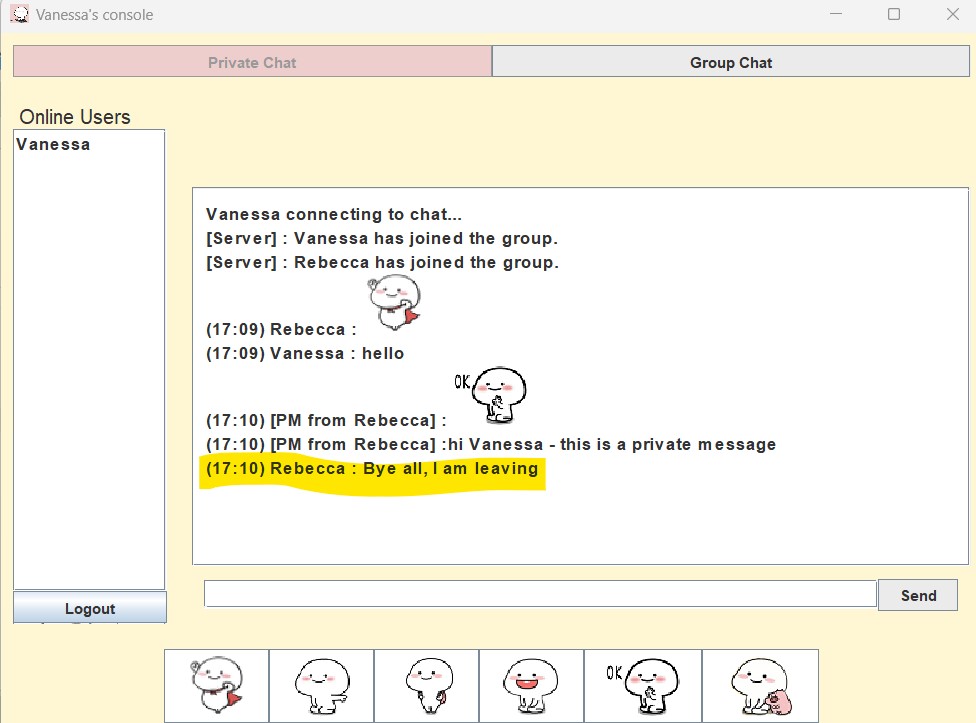 Vanessa's console
Private Chat
Group Chat
Online Users
Vanessa
Vanessa connecting to chat...
[Server] : Vanessa has joined the group.
[Server] : Rebecca has joined the group.
(17:09) Rebecca :
(17:09) Vanessa : hello
OK
(17:10) [PM from Rebecca] :
(17:10) [PM from Rebecca] :hi Vanessa - this is a private message
(17:10) Rebecca : Bye all, I am leaving
Send
Logout
OK